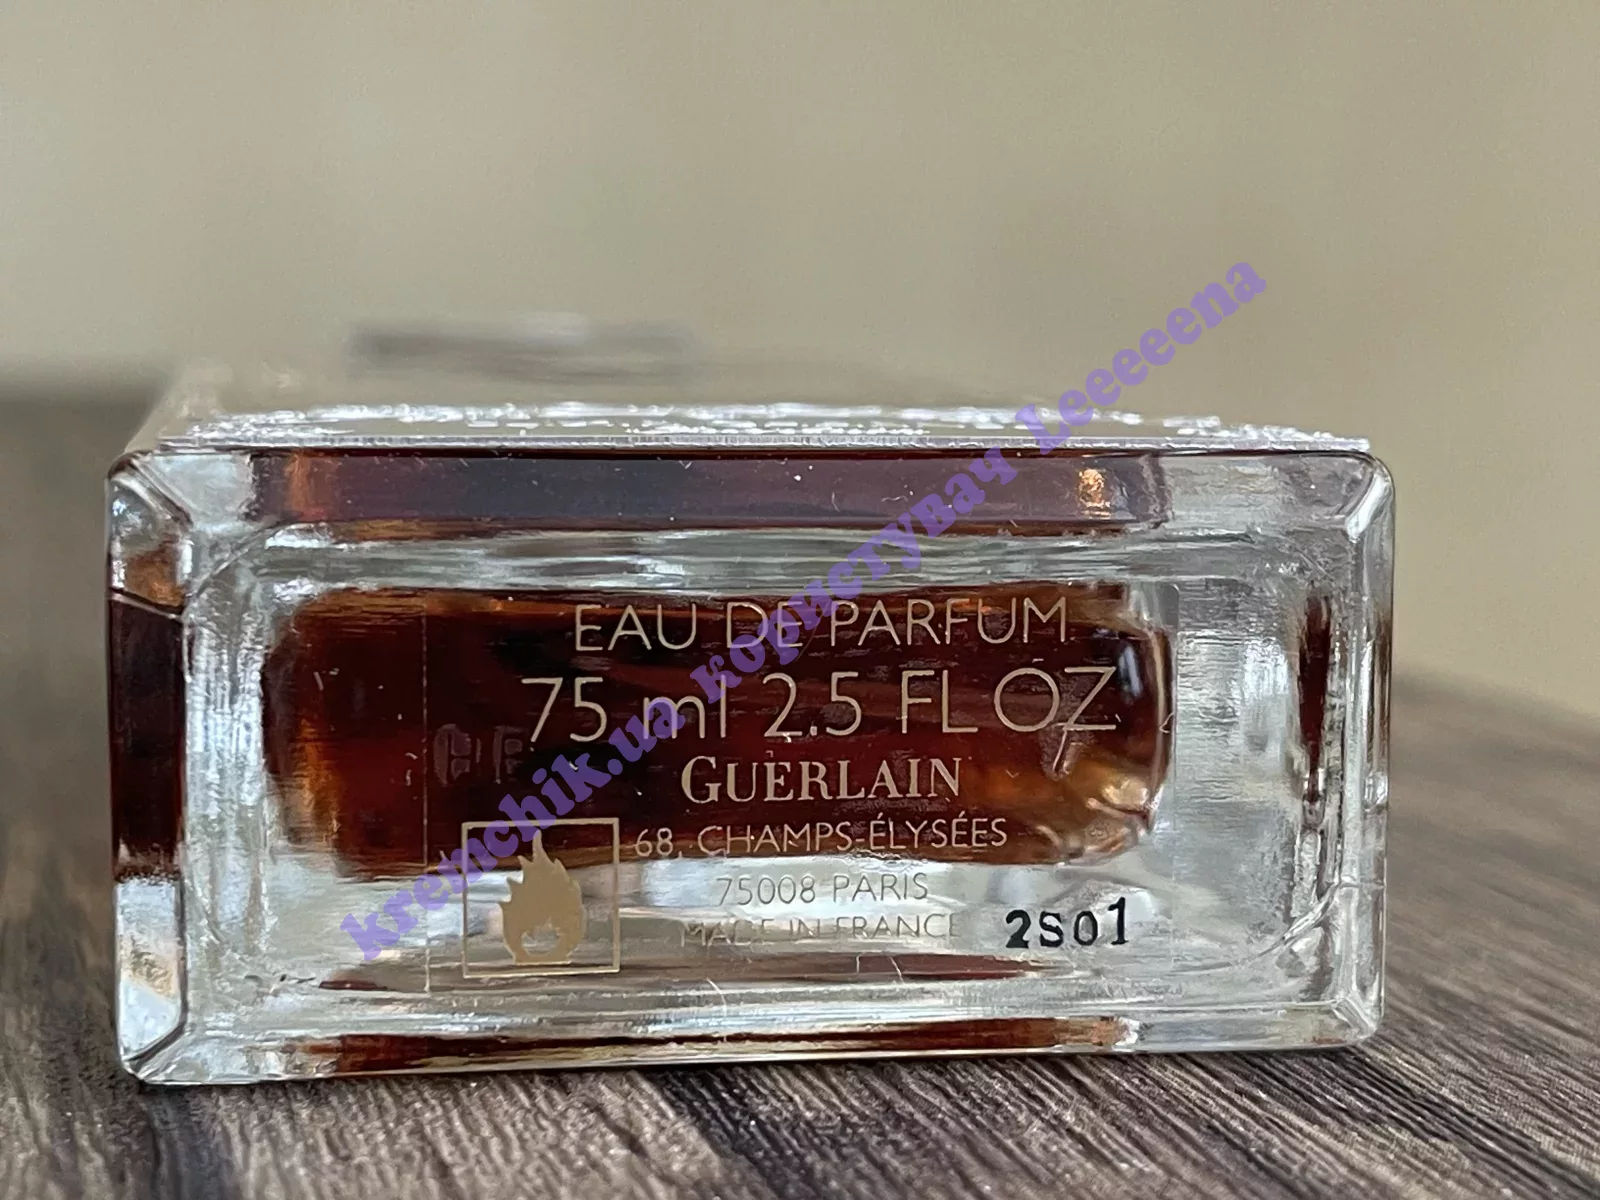 EAU DE PARFUM
75 ml 2.5 FL OZ
GUERLAIN
68, CHAMPS-ÉLYSÉES
75008 PARIS
MADE IN FRANCE
2S01
kremchik.ua користувач Leeeeena